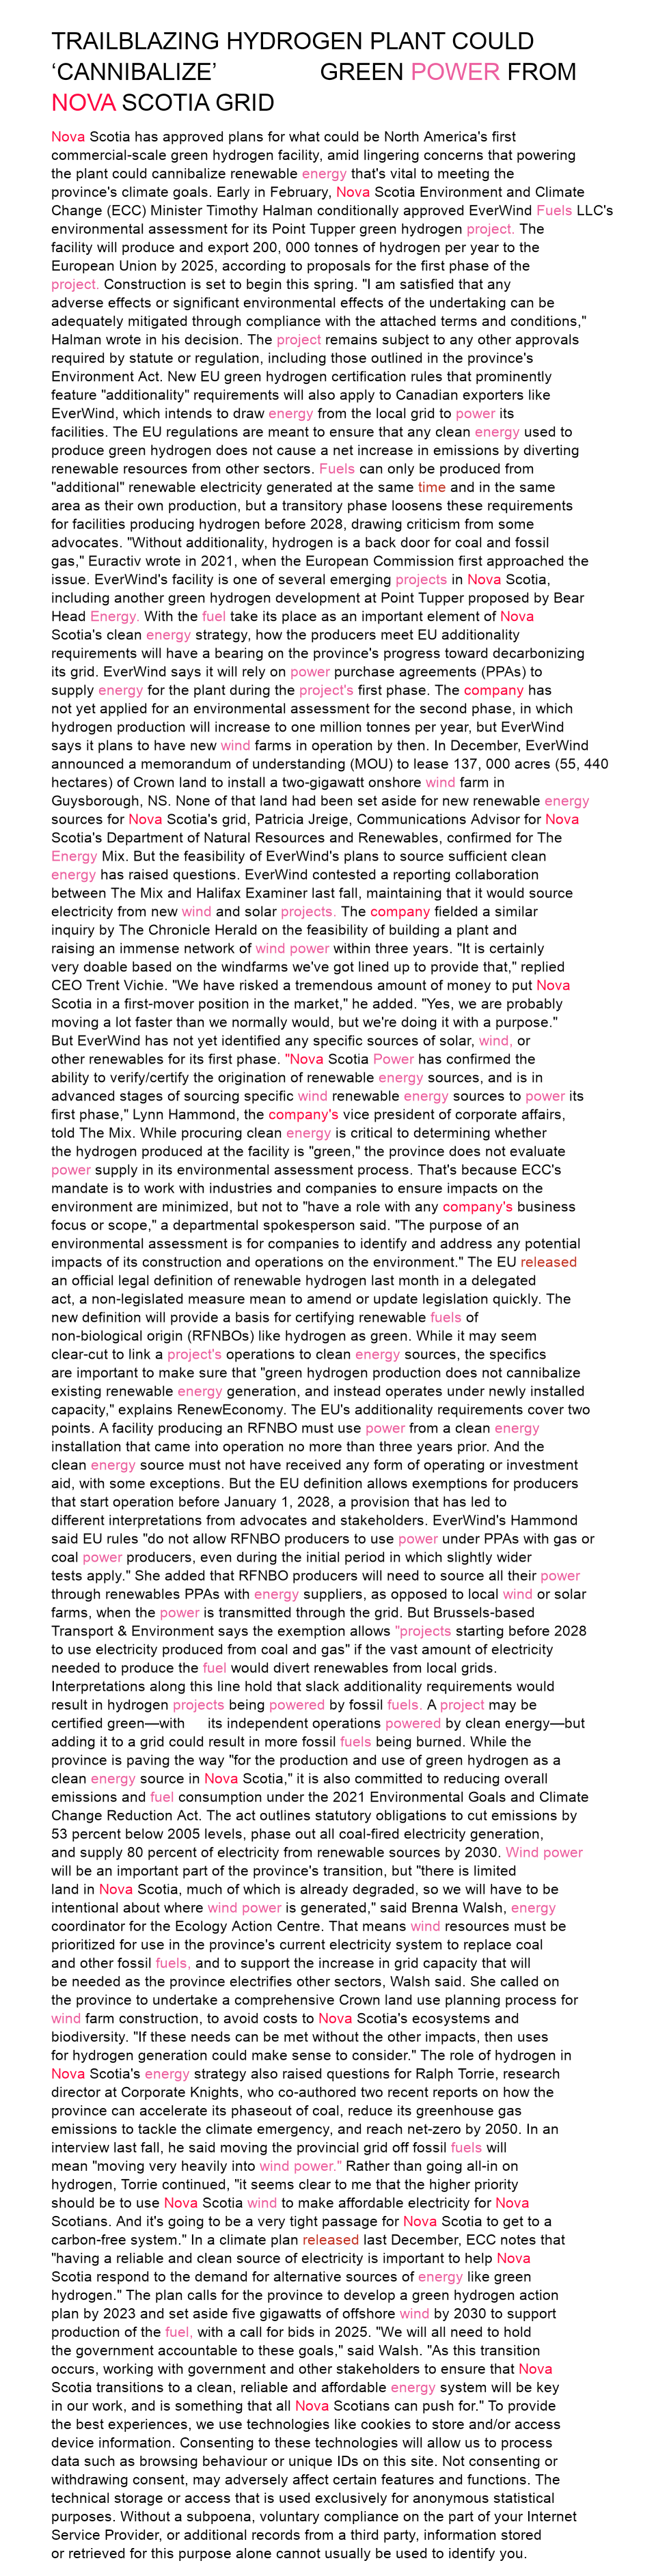 TRAILBLAZING HYDROGEN PLANT COULD
‘CANNIBALIZE’ GREEN POWER FROM
NOVA SCOTIA GRID
Nova Scotia has approved plans for what could be North America's first
commercial-scale green hydrogen facility, amid lingering concerns that powering
the plant could cannibalize renewable energy that's vital to meeting the
province's climate goals. Early in February, Nova Scotia Environment and Climate
Change (ECC) Minister Timothy Halman conditionally approved EverWind Fuels LLC's
environmental assessment for its Point Tupper green hydrogen project. The
facility will produce and export 200, 000 tonnes of hydrogen per year to the
European Union by 2025, according to proposals for the first phase of the
project. Construction is set to begin this spring. "I am satisfied that any
adverse effects or significant environmental effects of the undertaking can be
adequately mitigated through compliance with the attached terms and conditions,"
Halman wrote in his decision. The project remains subject to any other approvals
required by statute or regulation, including those outlined in the province's
Environment Act. New EU green hydrogen certification rules that prominently
feature "additionality" requirements will also apply to Canadian exporters like
EverWind, which intends to draw energy from the local grid to power its
facilities. The EU regulations are meant to ensure that any clean energy used to
produce green hydrogen does not cause a net increase in emissions by diverting
renewable resources from other sectors. Fuels can only be produced from
"additional" renewable electricity generated at the same time and in the same
area as their own production, but a transitory phase loosens these requirements
for facilities producing hydrogen before 2028, drawing criticism from some
advocates. "Without additionality, hydrogen is a back door for coal and fossil
gas," Euractiv wrote in 2021, when the European Commission first approached the
issue. EverWind's facility is one of several emerging projects in Nova Scotia,
including another green hydrogen development at Point Tupper proposed by Bear
Head Energy. With the fuel take its place as an important element of Nova
Scotia's clean energy strategy, how the producers meet EU additionality
requirements will have a bearing on the province's progress toward decarbonizing
its grid. EverWind says it will rely on power purchase agreements (PPAs) to
supply energy for the plant during the project's first phase. The company has
not yet applied for an environmental assessment for the second phase, in which
hydrogen production will increase to one million tonnes per year, but EverWind
says it plans to have new wind farms in operation by then. In December, EverWind
announced a memorandum of understanding (MOU) to lease 137, 000 acres (55, 440
hectares) of Crown land to install a two-gigawatt onshore wind farm in
Guysborough, NS. None of that land had been set aside for new renewable energy
sources for Nova Scotia's grid, Patricia Jreige, Communications Advisor for Nova
Scotia's Department of Natural Resources and Renewables, confirmed for The
Energy Mix. But the feasibility of EverWind's plans to source sufficient clean
energy has raised questions. EverWind contested a reporting collaboration
between The Mix and Halifax Examiner last fall, maintaining that it would source
electricity from new wind and solar projects. The company fielded a similar
inquiry by The Chronicle Herald on the feasibility of building a plant and
raising an immense network of wind power within three years. "It is certainly
very doable based on the windfarms we've got lined up to provide that," replied
CEO Trent Vichie. "We have risked a tremendous amount of money to put Nova
Scotia in a first-mover position in the market," he added. "Yes, we are probably
moving a lot faster than we normally would, but we're doing it with a purpose."
But EverWind has not yet identified any specific sources of solar, wind, or
other renewables for its first phase. "Nova Scotia Power has confirmed the
ability to verify/certify the origination of renewable energy sources, and is in
advanced stages of sourcing specific wind renewable energy sources to power its
first phase," Lynn Hammond, the company's vice president of corporate affairs,
told The Mix. While procuring clean energy is critical to determining whether
the hydrogen produced at the facility is "green," the province does not evaluate
power supply in its environmental assessment process. That's because ECC's
mandate is to work with industries and companies to ensure impacts on the
environment are minimized, but not to "have a role with any company's business
focus or scope," a departmental spokesperson said. "The purpose of an
environmental assessment is for companies to identify and address any potential
impacts of its construction and operations on the environment." The EU released
an official legal definition of renewable hydrogen last month in a delegated
act, a non-legislated measure mean to amend or update legislation quickly. The
new definition will provide a basis for certifying renewable fuels of
non-biological origin (RFNBOs) like hydrogen as green. While it may seem
clear-cut to link a project's operations to clean energy sources, the specifics
are important to make sure that "green hydrogen production does not cannibalize
existing renewable energy generation, and instead operates under newly installed
capacity," explains RenewEconomy. The EU's additionality requirements cover two
points. A facility producing an RFNBO must use power from a clean energy
installation that came into operation no more than three years prior. And the
clean energy source must not have received any form of operating or investment
aid, with some exceptions. But the EU definition allows exemptions for producers
that start operation before January 1, 2028, a provision that has led to
different interpretations from advocates and stakeholders. EverWind's Hammond
said EU rules "do not allow RFNBO producers to use power under PPAs with gas or
coal power producers, even during the initial period in which slightly wider
tests apply." She added that RFNBO producers will need to source all their power
through renewables PPAs with energy suppliers, as opposed to local wind or solar
farms, when the power is transmitted through the grid. But Brussels-based
Transport & Environment says the exemption allows "projects starting before 2028
to use electricity produced from coal and gas" if the vast amount of electricity
needed to produce the fuel would divert renewables from local grids.
Interpretations along this line hold that slack additionality requirements would
result in hydrogen projects being powered by fossil fuels. A project may be
certified green—with its independent operations powered by clean energy—but
adding it to a grid could result in more fossil fuels being burned. While the
province is paving the way "for the production and use of green hydrogen as a
clean energy source in Nova Scotia," it is also committed to reducing overall
emissions and fuel consumption under the 2021 Environmental Goals and Climate
Change Reduction Act. The act outlines statutory obligations to cut emissions by
53 percent below 2005 levels, phase out all coal-fired electricity generation,
and supply 80 percent of electricity from renewable sources by 2030. Wind power
will be an important part of the province's transition, but "there is limited
land in Nova Scotia, much of which is already degraded, so we will have to be
intentional about where wind power is generated," said Brenna Walsh, energy
coordinator for the Ecology Action Centre. That means wind resources must be
prioritized for use in the province's current electricity system to replace coal
and other fossil fuels, and to support the increase in grid capacity that will
be needed as the province electrifies other sectors, Walsh said. She called on
the province to undertake a comprehensive Crown land use planning process for
wind farm construction, to avoid costs to Nova Scotia's ecosystems and
biodiversity. "If these needs can be met without the other impacts, then uses
for hydrogen generation could make sense to consider." The role of hydrogen in
Nova Scotia's energy strategy also raised questions for Ralph Torrie, research
director at Corporate Knights, who co-authored two recent reports on how the
province can accelerate its phaseout of coal, reduce its greenhouse gas
emissions to tackle the climate emergency, and reach net-zero by 2050. In an
interview last fall, he said moving the provincial grid off fossil fuels will
mean "moving very heavily into wind power." Rather than going all-in on
hydrogen, Torrie continued, "it seems clear to me that the higher priority
should be to use Nova Scotia wind to make affordable electricity for Nova
Scotians. And it's going to be a very tight passage for Nova Scotia to get to a
carbon-free system." In a climate plan released last December, ECC notes that
"having a reliable and clean source of electricity is important to help Nova
Scotia respond to the demand for alternative sources of energy like green
hydrogen." The plan calls for the province to develop a green hydrogen action
plan by 2023 and set aside five gigawatts of offshore wind by 2030 to support
production of the fuel, with a call for bids in 2025. "We will all need to hold
the government accountable to these goals," said Walsh. "As this transition
occurs, working with government and other stakeholders to ensure that Nova
Scotia transitions to a clean, reliable and affordable energy system will be key
in our work, and is something that all Nova Scotians can push for." To provide
the best experiences, we use technologies like cookies to store and/or access
device information. Consenting to these technologies will allow us to process
data such as browsing behaviour or unique IDs on this site. Not consenting or
withdrawing consent, may adversely affect certain features and functions. The
technical storage or access that is used exclusively for anonymous statistical
purposes. Without a subpoena, voluntary compliance on the part of your Internet
Service Provider, or additional records from a third party, information stored
or retrieved for this purpose alone cannot usually be used to identify you.